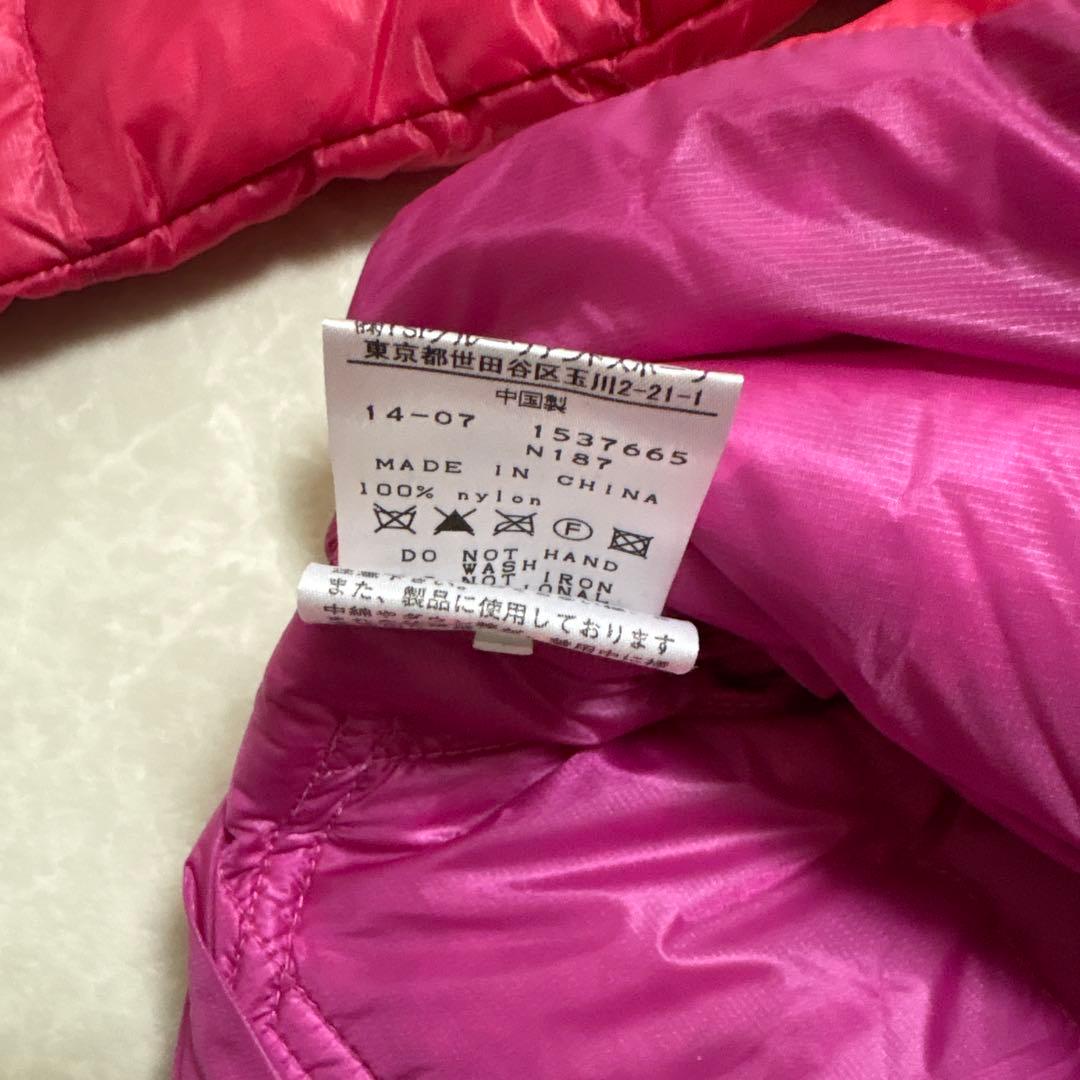 東京都世田谷区玉川2-21-1
中国製
14-07 1537665
N187
MADE IN CHINA
100% nylon
F
DO NOT HAND
WASH IRON
NOT IONAL
また、製品に使用しております